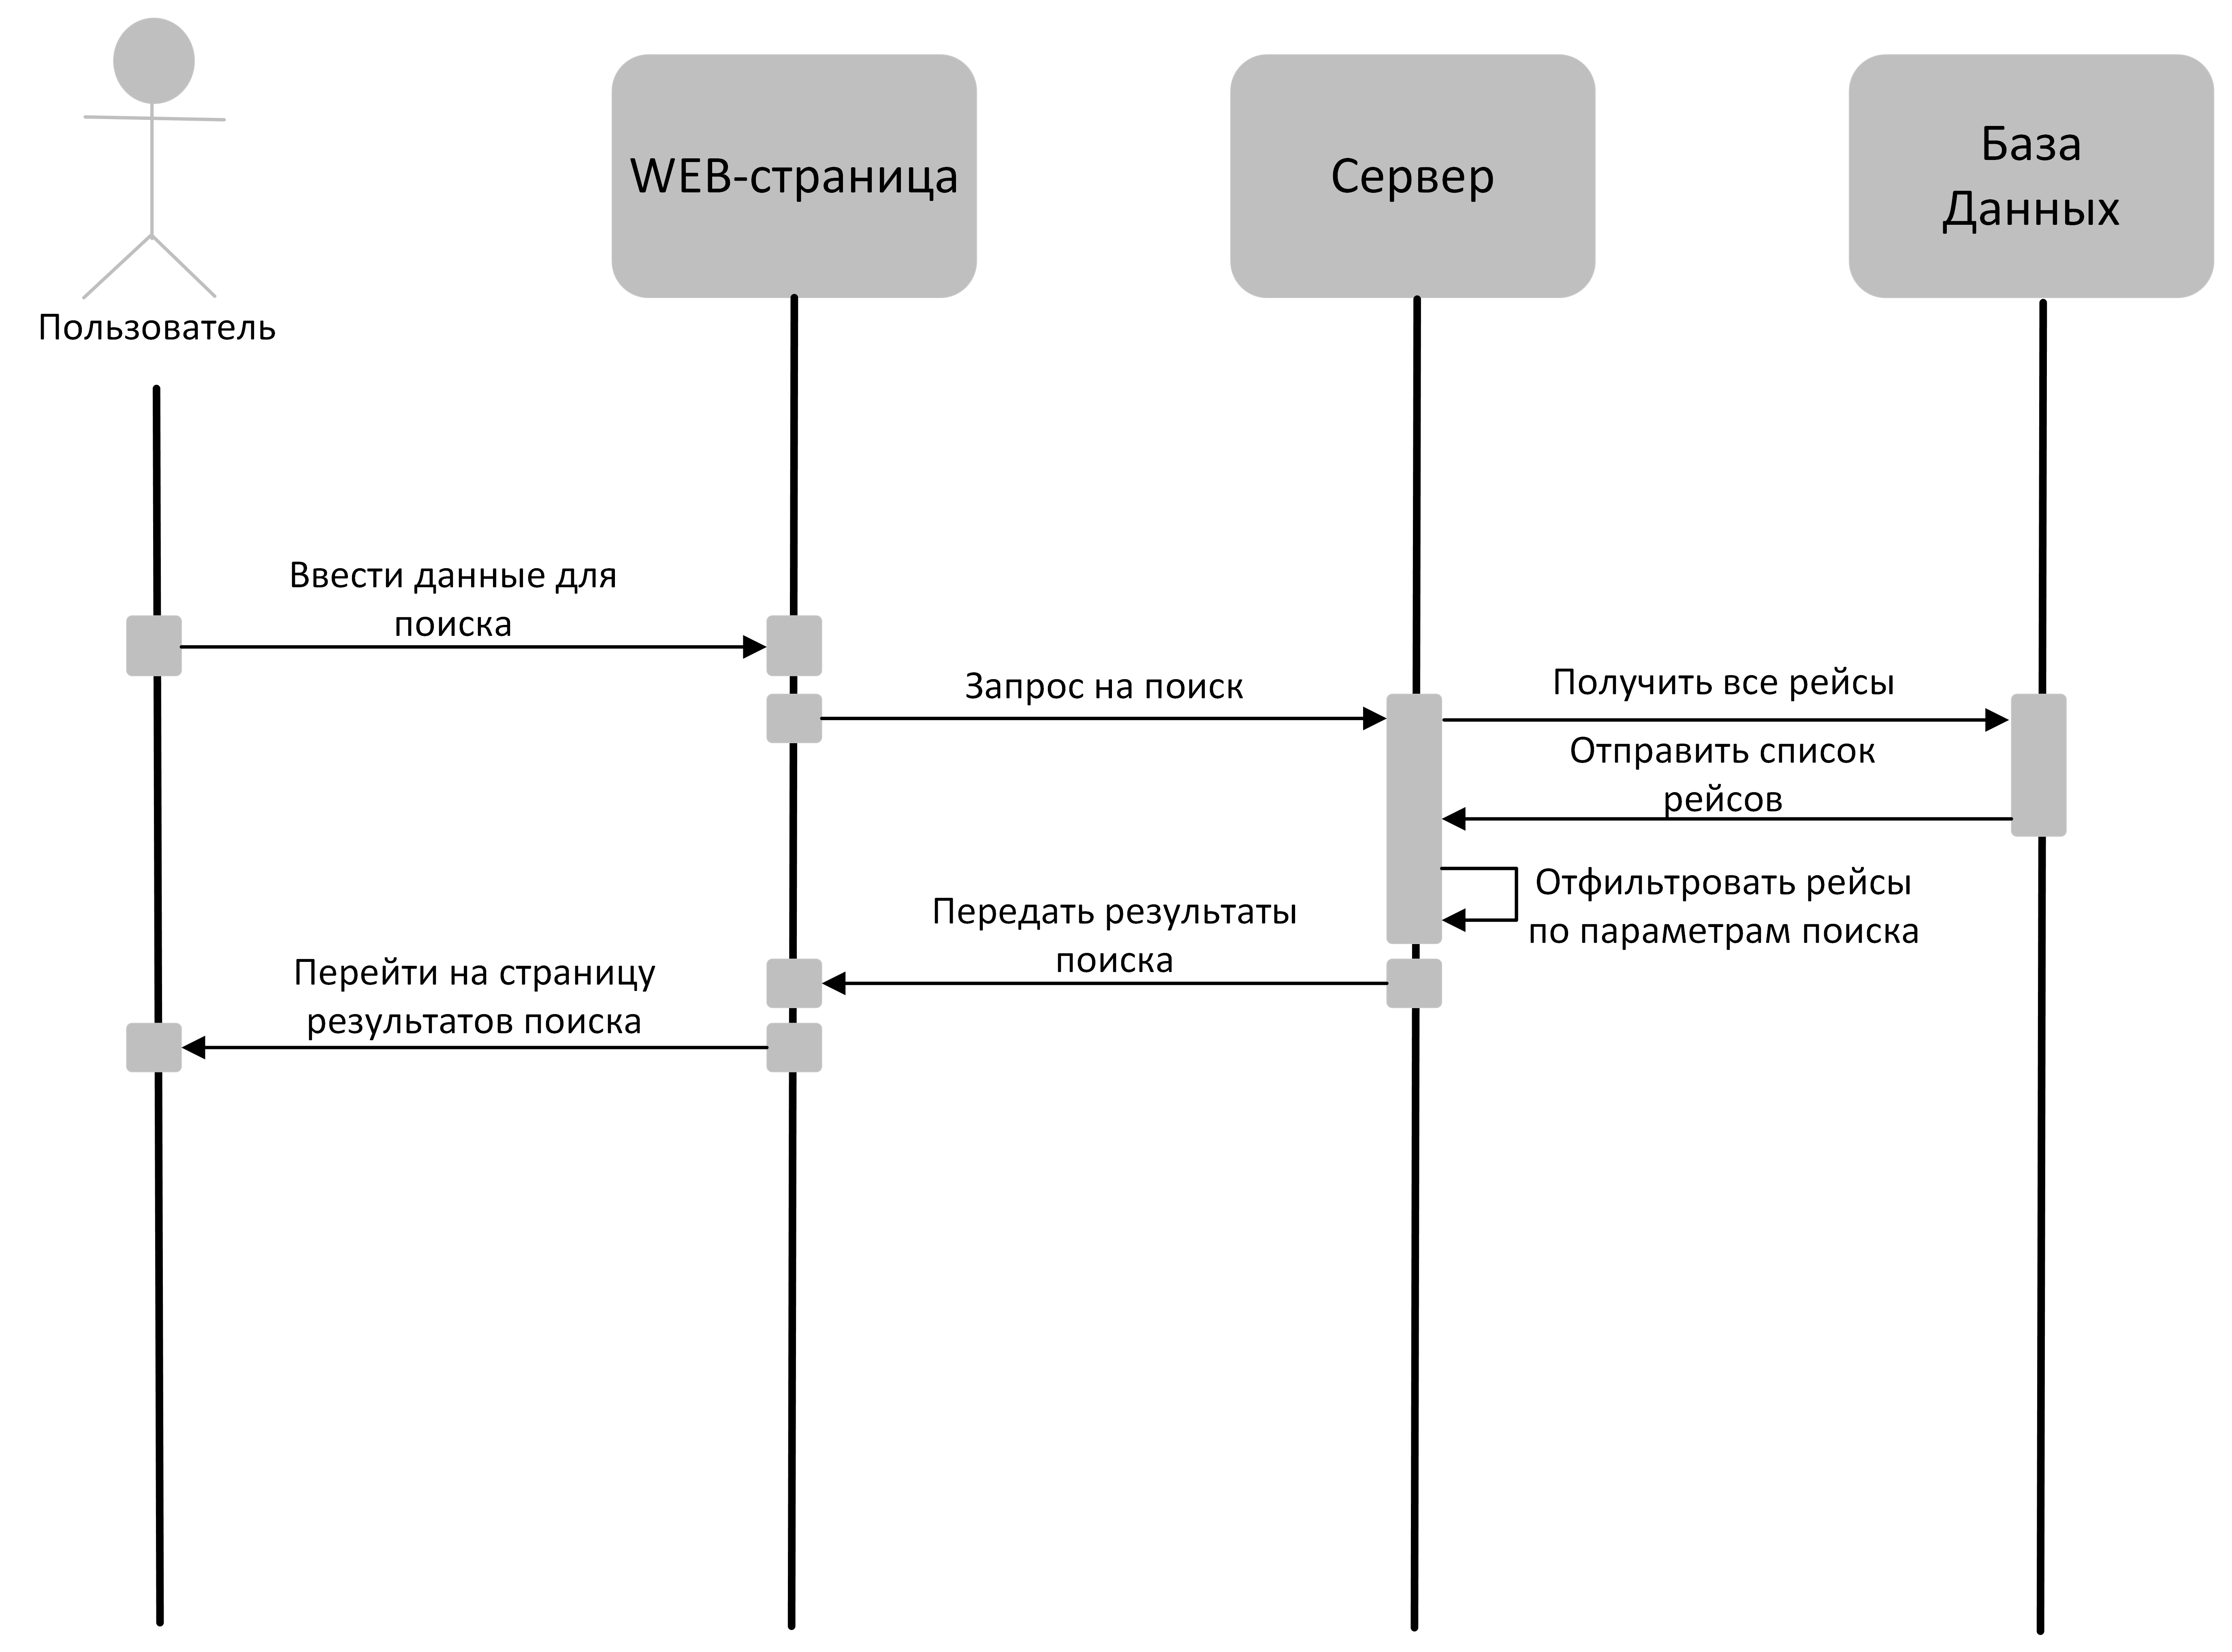 WEB-страница
Сервер
База
Данных
Пользователь
Ввести данные для
поиска
Запрос на поиск
Получить все рейсы
Отправить список
рейсов
Отфильтровать рейсы
по параметрам поиска
Передать результаты
поиска
Перейти на страницу
результатов поиска